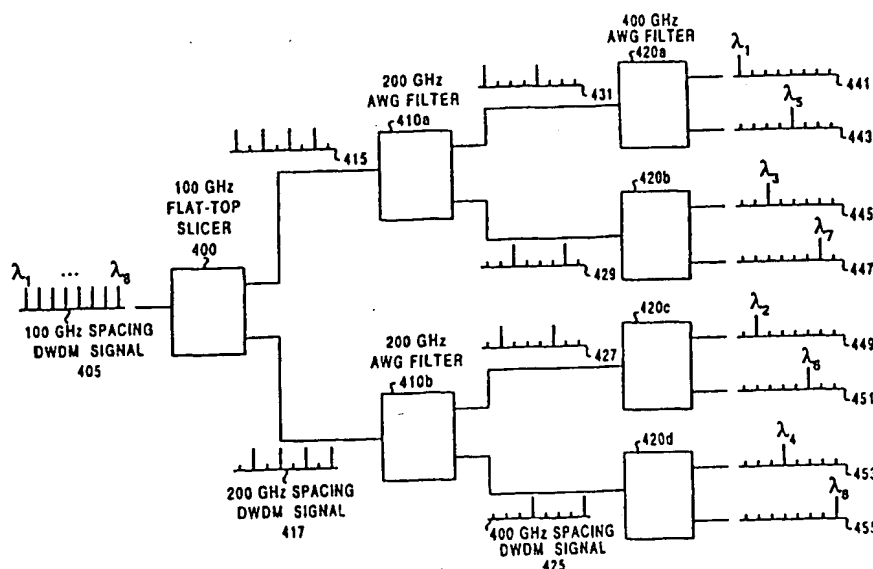 400 GHz
AWG FILTER
420a
λ1
441
λ5
443
431
200 GHz
AWG FILTER
410a
415
420b
λ3
445
λ7
447
429
100 GHz
FLAT-TOP
SLICER
400
λ1 ... λ8
100 GHz SPACING
DWDM SIGNAL
405
420c
λ2
449
λ6
451
427
200 GHz
AWG FILTER
410b
420d
λ4
453
λ8
455
200 GHz SPACING
DWDM SIGNAL
417
400 GHz SPACING
DWDM SIGNAL
425